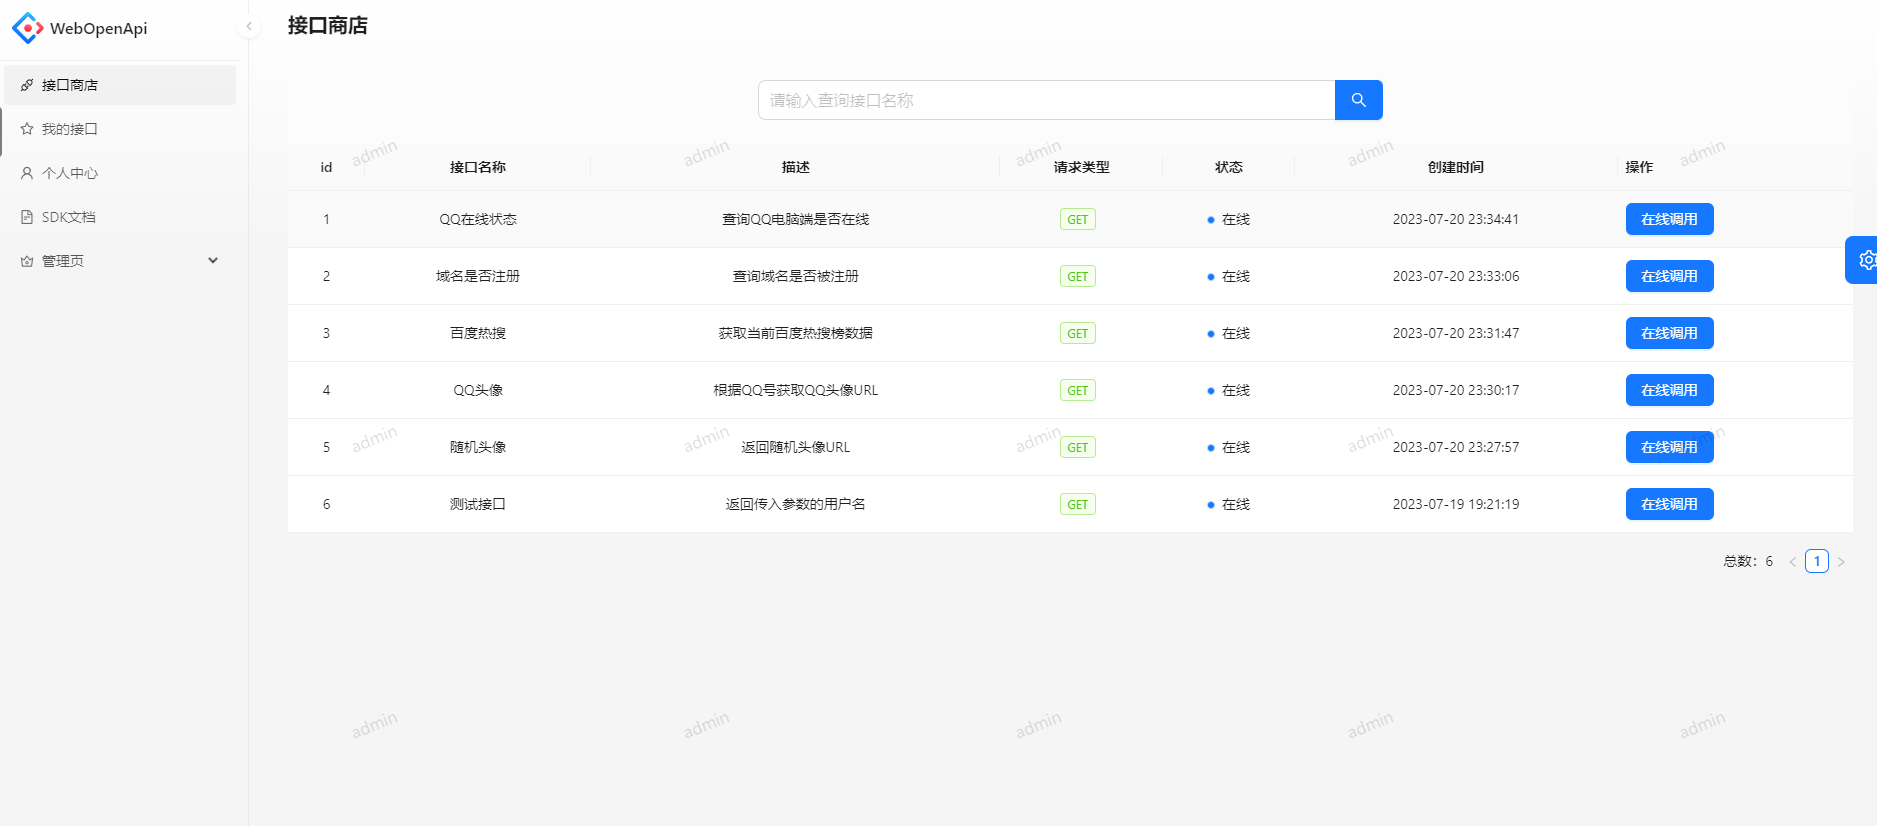 WebOpenApi
接口商店
我的接口
个人中心
SDK文档
管理页
接口商店
请输入查询接口名称
id 接口名称 描述 请求类型 状态 创建时间 操作
1 QQ在线状态 查询QQ电脑端是否在线 GET 在线 2023-07-20 23:34:41 在线调用
2 域名是否注册 查询域名是否被注册 GET 在线 2023-07-20 23:33:06 在线调用
3 百度热搜 获取当前百度热搜榜数据 GET 在线 2023-07-20 23:31:47 在线调用
4 QQ头像 根据QQ号获取QQ头像URL GET 在线 2023-07-20 23:30:17 在线调用
5 随机头像 返回随机头像URL GET 在线 2023-07-20 23:27:57 在线调用
6 测试接口 返回传入参数的用户名 GET 在线 2023-07-19 19:21:19 在线调用
总数：6 1
admin admin admin admin admin
admin admin admin admin admin
admin admin admin admin admin